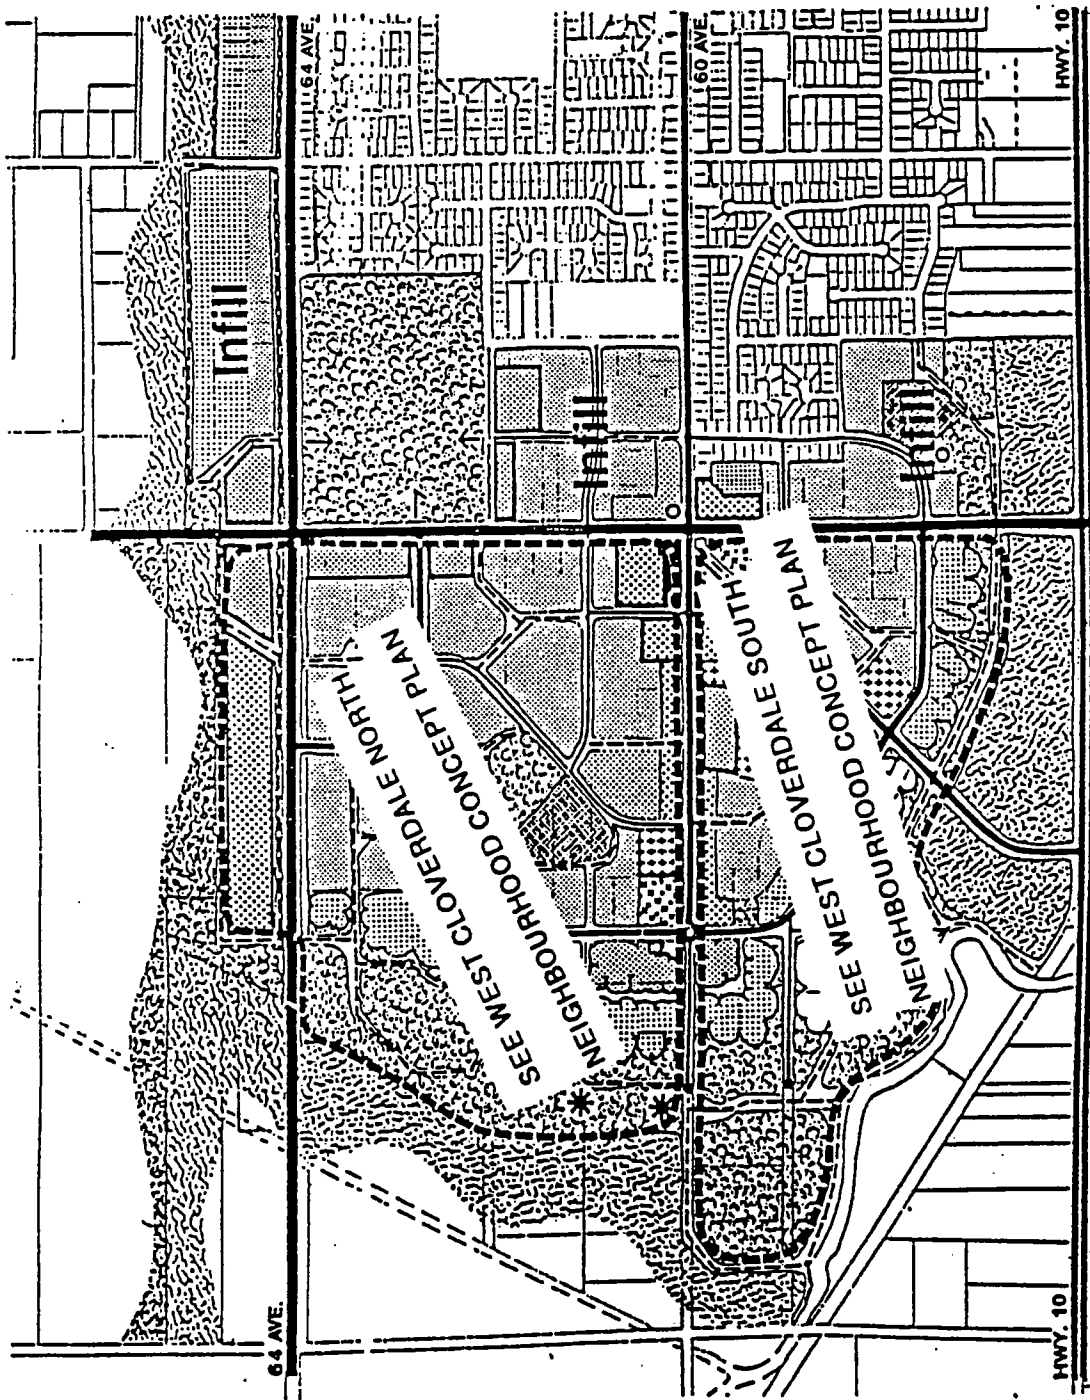 64 AVE.
64 AVE.
Infill
60 AVE.
Infill
Infill
SEE WEST CLOVERDALE NORTH
NEIGHBOURHOOD CONCEPT PLAN
SEE WEST CLOVERDALE SOUTH
NEIGHBOURHOOD CONCEPT PLAN
HWY. 10
HWY. 10